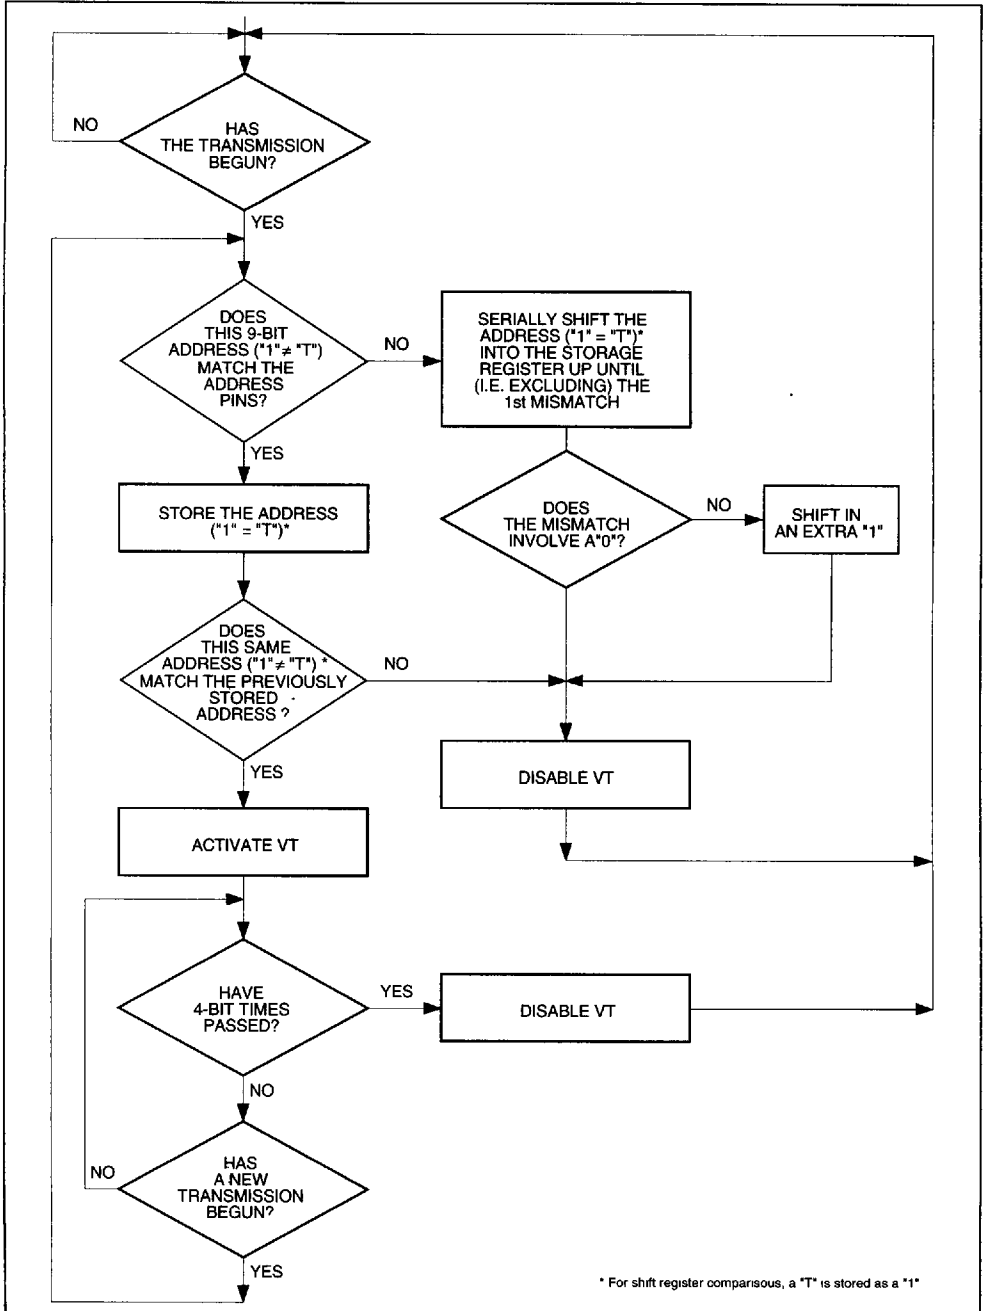 NO
HAS
THE TRANSMISSION
BEGUN?
YES
DOES
THIS 9-BIT
ADDRESS ("1" ≠ "T")
MATCH THE
ADDRESS
PINS?
NO
SERIALLY SHIFT THE
ADDRESS ("1" = "T")*
INTO THE STORAGE
REGISTER UP UNTIL
(I.E. EXCLUDING) THE
1st MISMATCH
YES
STORE THE ADDRESS
("1" = "T")*
DOES
THE MISMATCH
INVOLVE A"0"?
NO
SHIFT IN
AN EXTRA "1"
DOES
THIS SAME
ADDRESS ("1" ≠ "T") *
MATCH THE PREVIOUSLY
STORED
ADDRESS ?
NO
YES
DISABLE VT
ACTIVATE VT
HAVE
4-BIT TIMES
PASSED?
YES
DISABLE VT
NO
HAS
A NEW
TRANSMISSION
BEGUN?
NO
YES
* For shift register comparisous, a "T" is stored as a "1"